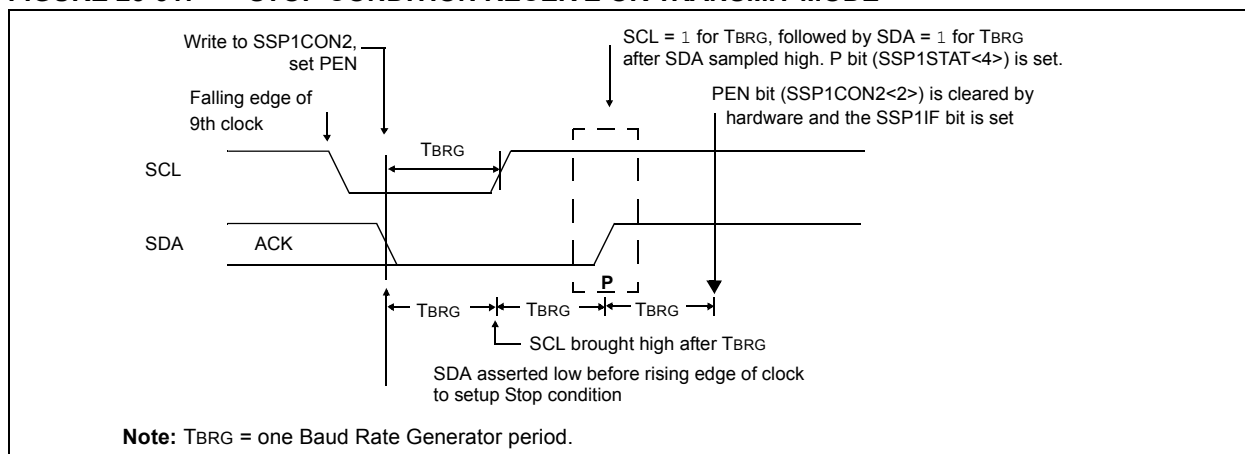 Write to SSP1CON2,
set PEN
SCL = 1 for TBRG, followed by SDA = 1 for TBRG
after SDA sampled high. P bit (SSP1STAT<4>) is set.
Falling edge of
9th clock
PEN bit (SSP1CON2<2>) is cleared by
hardware and the SSP1IF bit is set
TBRG
SCL
SDA
ACK
P
TBRG
TBRG
TBRG
SCL brought high after TBRG
SDA asserted low before rising edge of clock
to setup Stop condition
Note: TBRG = one Baud Rate Generator period.